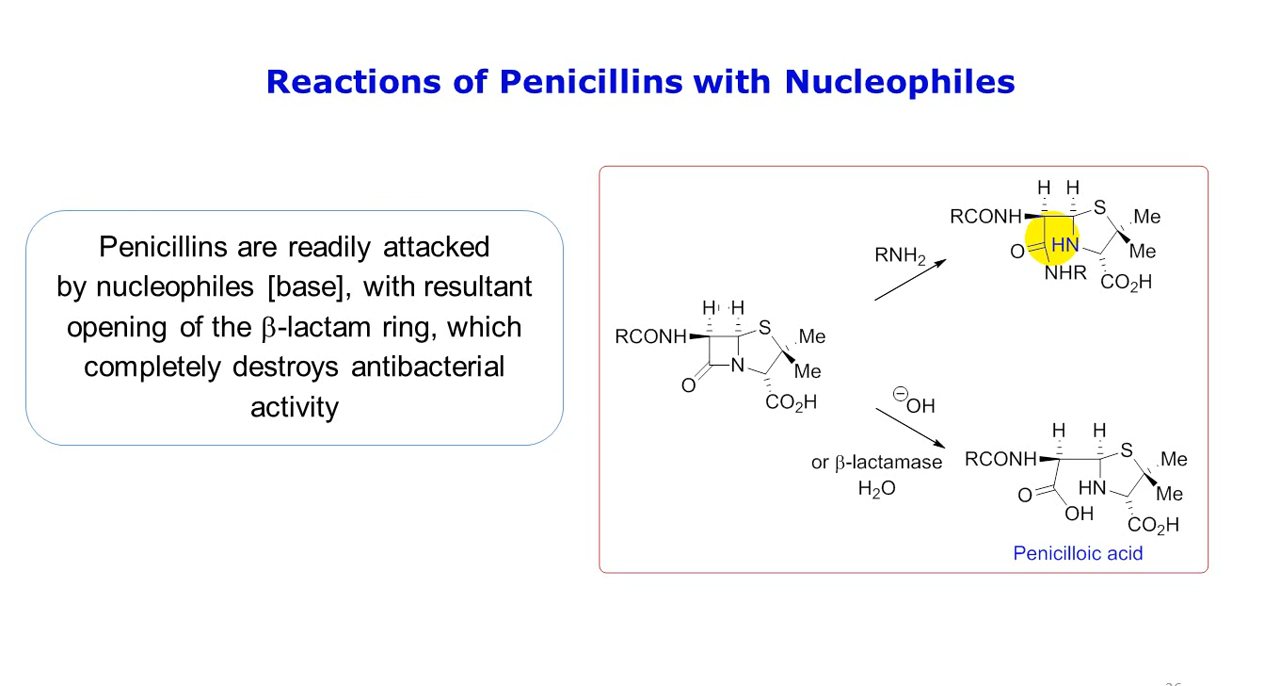 Reactions of Penicillins with Nucleophiles
Penicillins are readily attacked
by nucleophiles [base], with resultant
opening of the β-lactam ring, which
completely destroys antibacterial
activity
H H
RCONH
S
Me
Me
N
O
CO₂H
RNH₂
H H
RCONH
S
Me
Me
O
HN
NHR
CO₂H
⊖OH
or β-lactamase
H₂O
H H
RCONH
S
Me
Me
O
HN
OH
CO₂H
Penicilloic acid